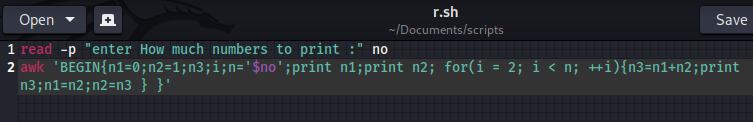 Open
r.sh
~/Documents/scripts
Save
1 read -p "enter How much numbers to print :" no
2 awk 'BEGIN{n1=0;n2=1;n3;i;n='$no';print n1;print n2; for(i = 2; i < n; ++i){n3=n1+n2;print
n3;n1=n2;n2=n3 } }'